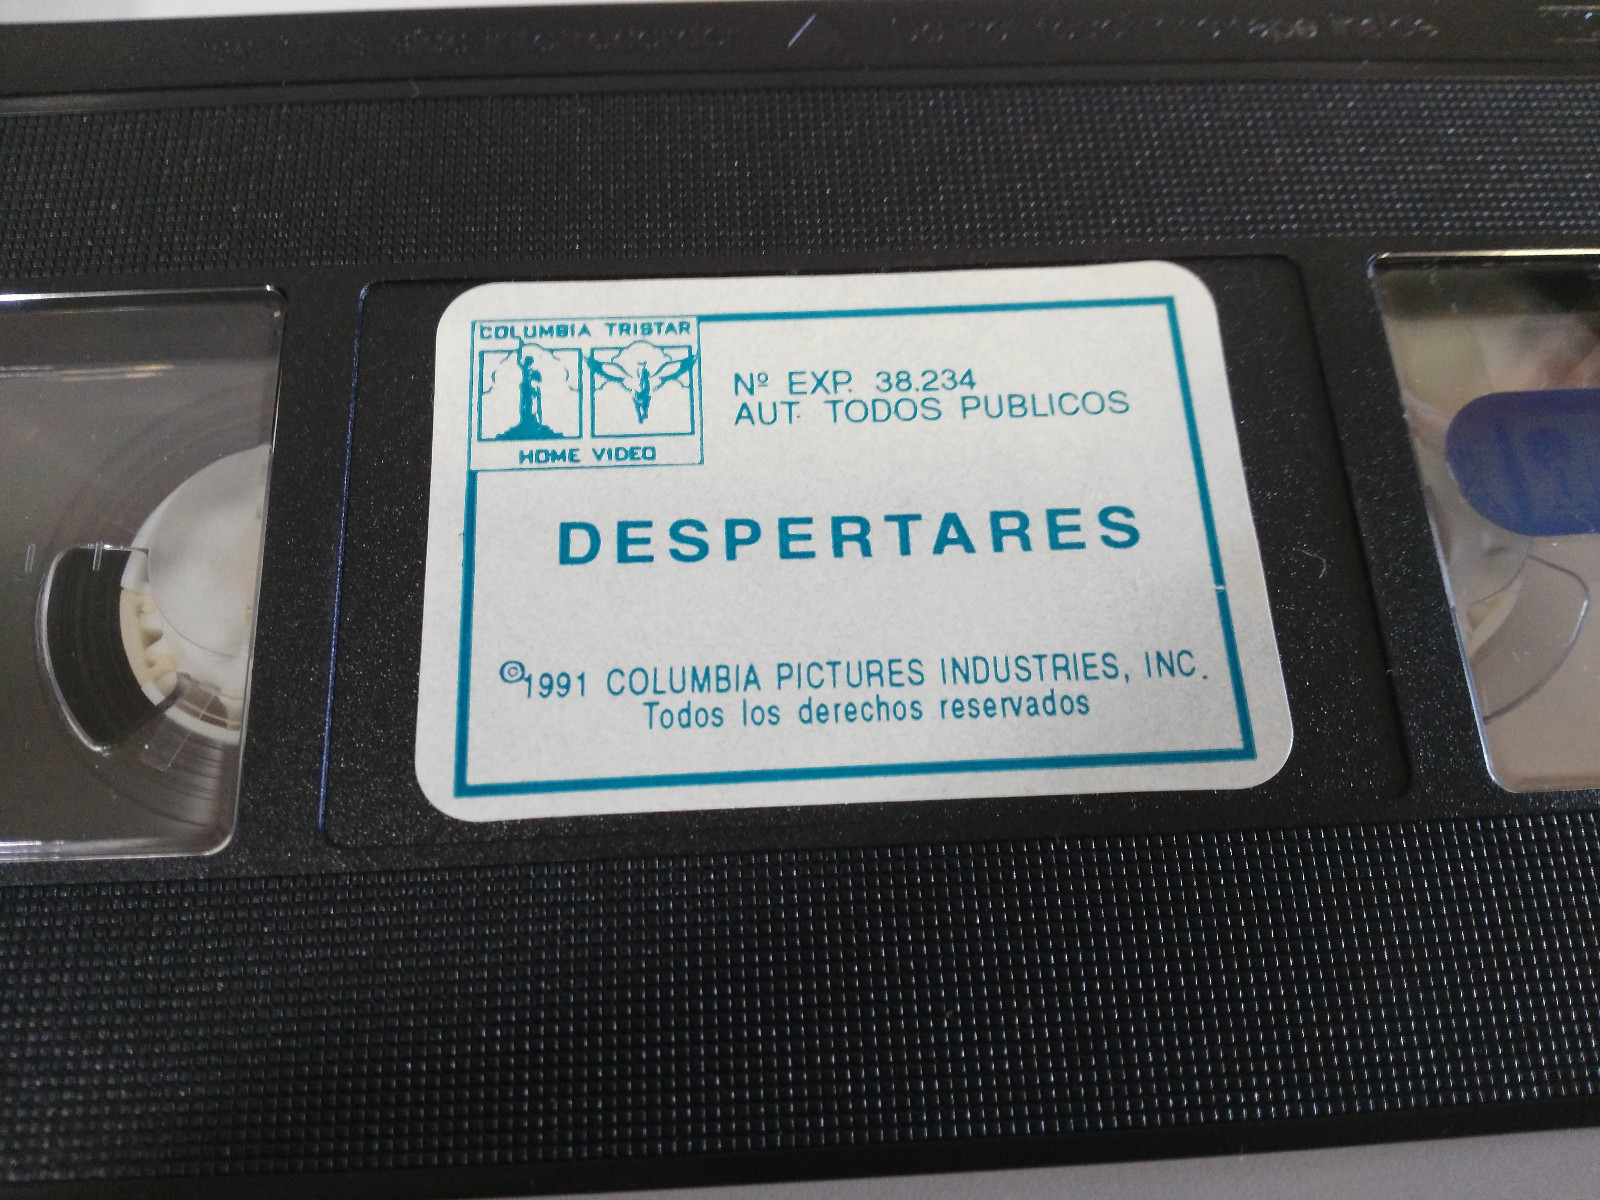 COLUMBIA TRISTAR
HOME VIDEO
Nº EXP. 38.234
AUT. TODOS PUBLICOS
DESPERTARES
©1991 COLUMBIA PICTURES INDUSTRIES, INC.
Todos los derechos reservados